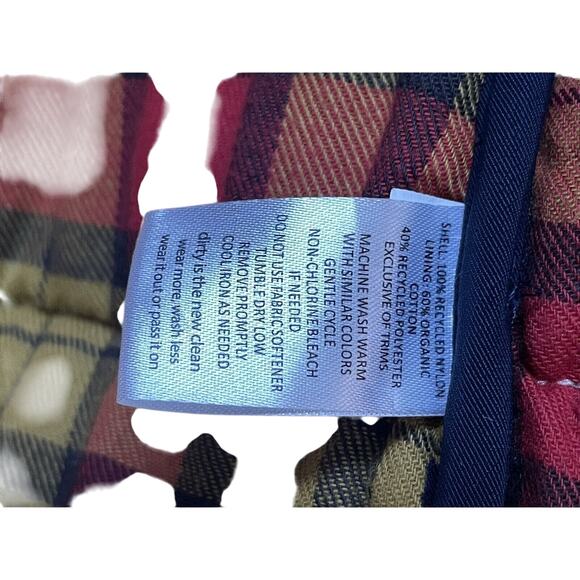 SHELL: 100% RECYCLED NYLON
LINING: 60% ORGANIC
COTTON
40% RECYCLED POLYESTER
EXCLUSIVE OF TRIMS
MACHINE WASH WARM
WITH SIMILAR COLORS
GENTLE CYCLE
NON-CHLORINE BLEACH
IF NEEDED
DO NOT USE FABRIC SOFTENER
TUMBLE DRY LOW
REMOVE PROMPTLY
COOL IRON AS NEEDED
dirty is the new clean
wear more, wash less
wear it out or pass it on